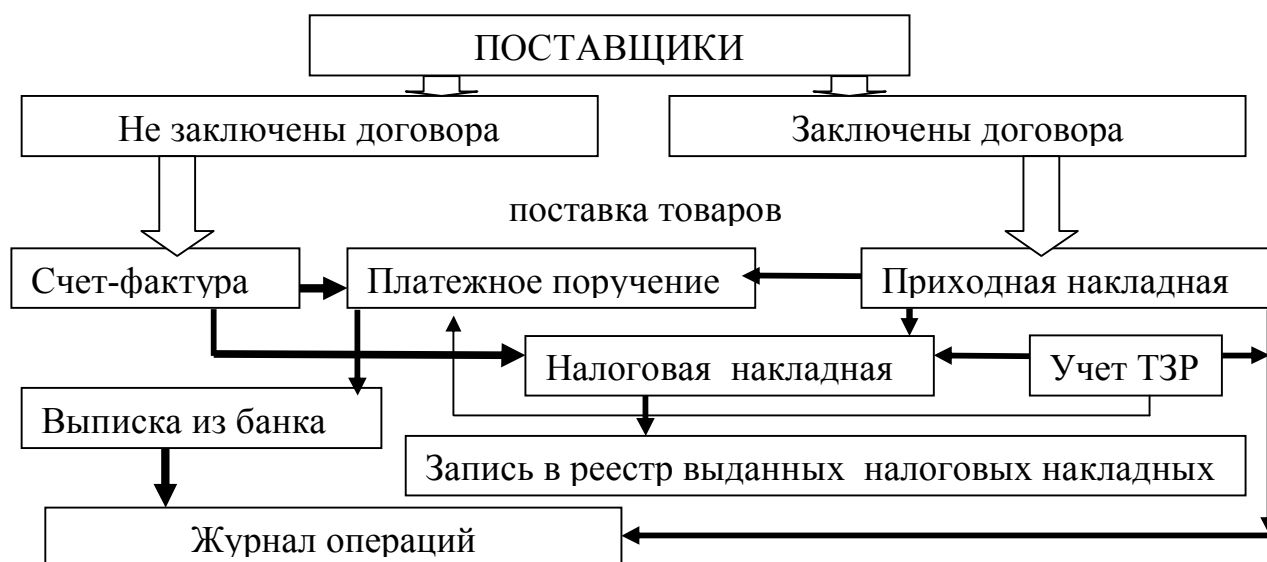 ПОСТАВЩИКИ
Не заключены договора
Заключены договора
поставка товаров
Счет-фактура
Платежное поручение
Приходная накладная
Налоговая накладная
Учет ТЗР
Выписка из банка
Запись в реестр выданных налоговых накладных
Журнал операций